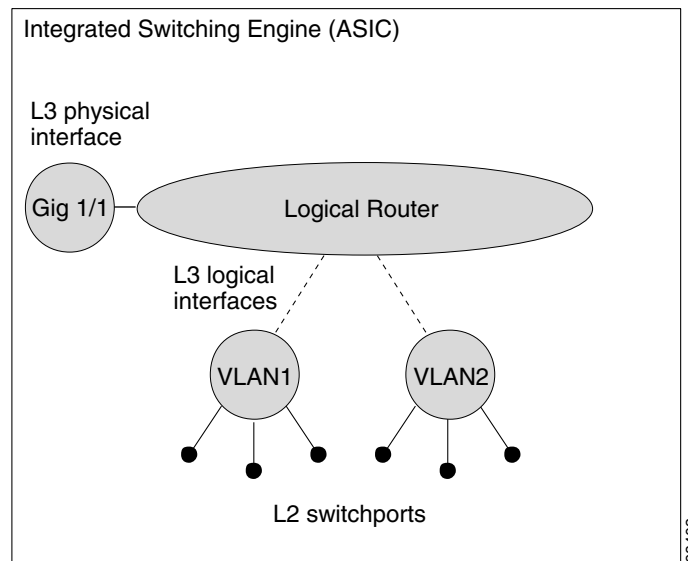 Integrated Switching Engine (ASIC)
L3 physical
interface
Gig 1/1
Logical Router
L3 logical
interfaces
VLAN1
VLAN2
L2 switchports